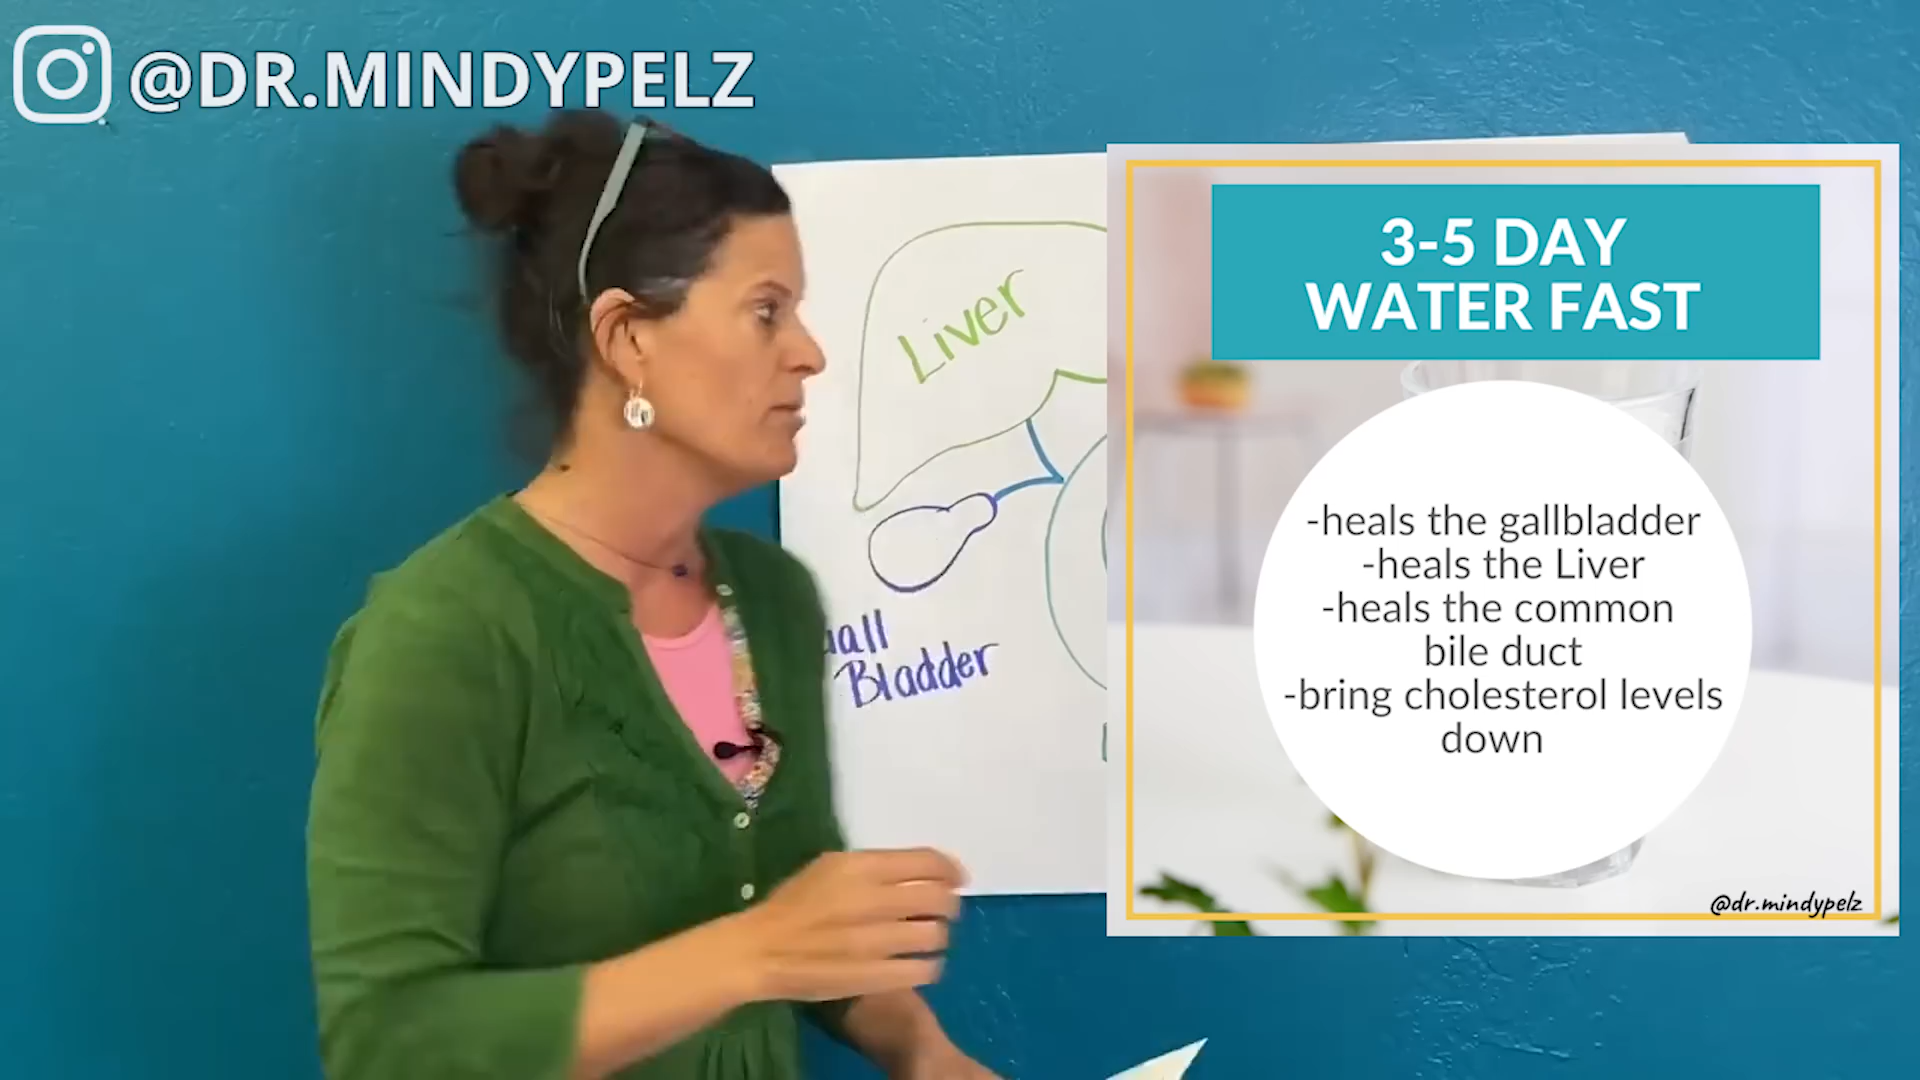 @DR.MINDYPELZ
3-5 DAY
WATER FAST
Liver
Bladder
-heals the gallbladder
-heals the Liver
-heals the common
bile duct
-bring cholesterol levels
down
@dr.mindypelz